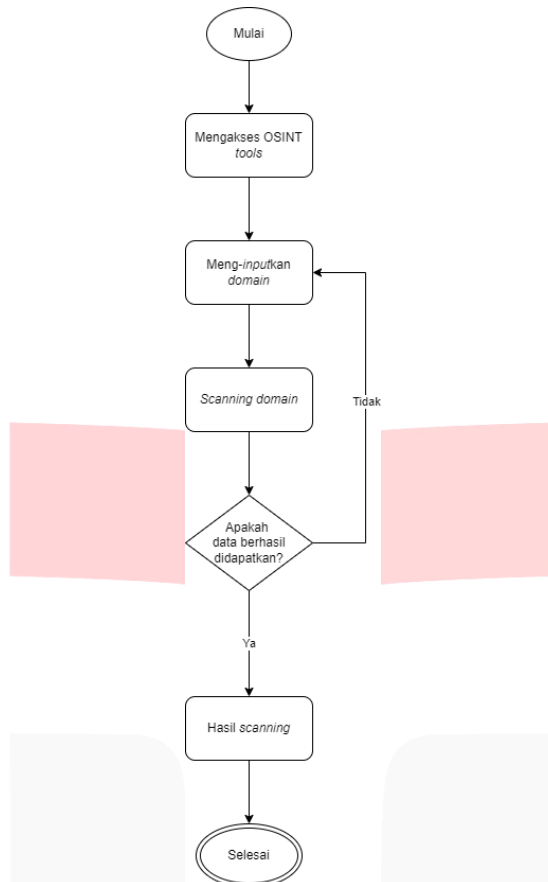 Mulai
Mengakses OSINT
tools
Meng-inputkan
domain
Scanning domain
Tidak
Apakah
data berhasil
didapatkan?
Ya
Hasil scanning
Selesai